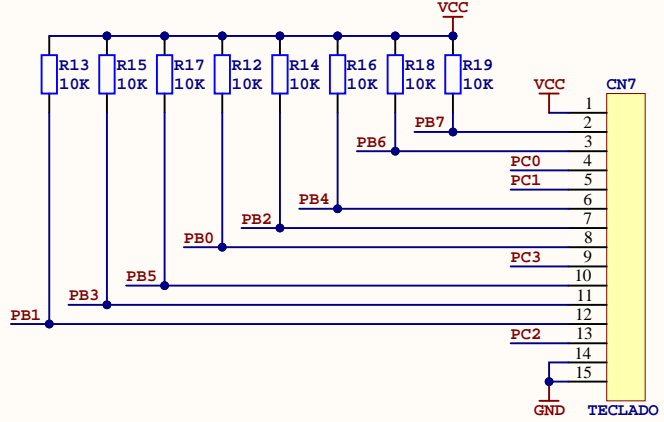 VCC
R13 R15 R17 R12 R14 R16 R18 R19
10K 10K 10K 10K 10K 10K 10K 10K
VCC CN7
1
PB7 2
PB6 3
PC0 4
PC1 5
PB4 6
PB2 7
PB0 8
PC3 9
PB5 10
PB3 11
PB1 12
PC2 13
14
15
GND TECLADO